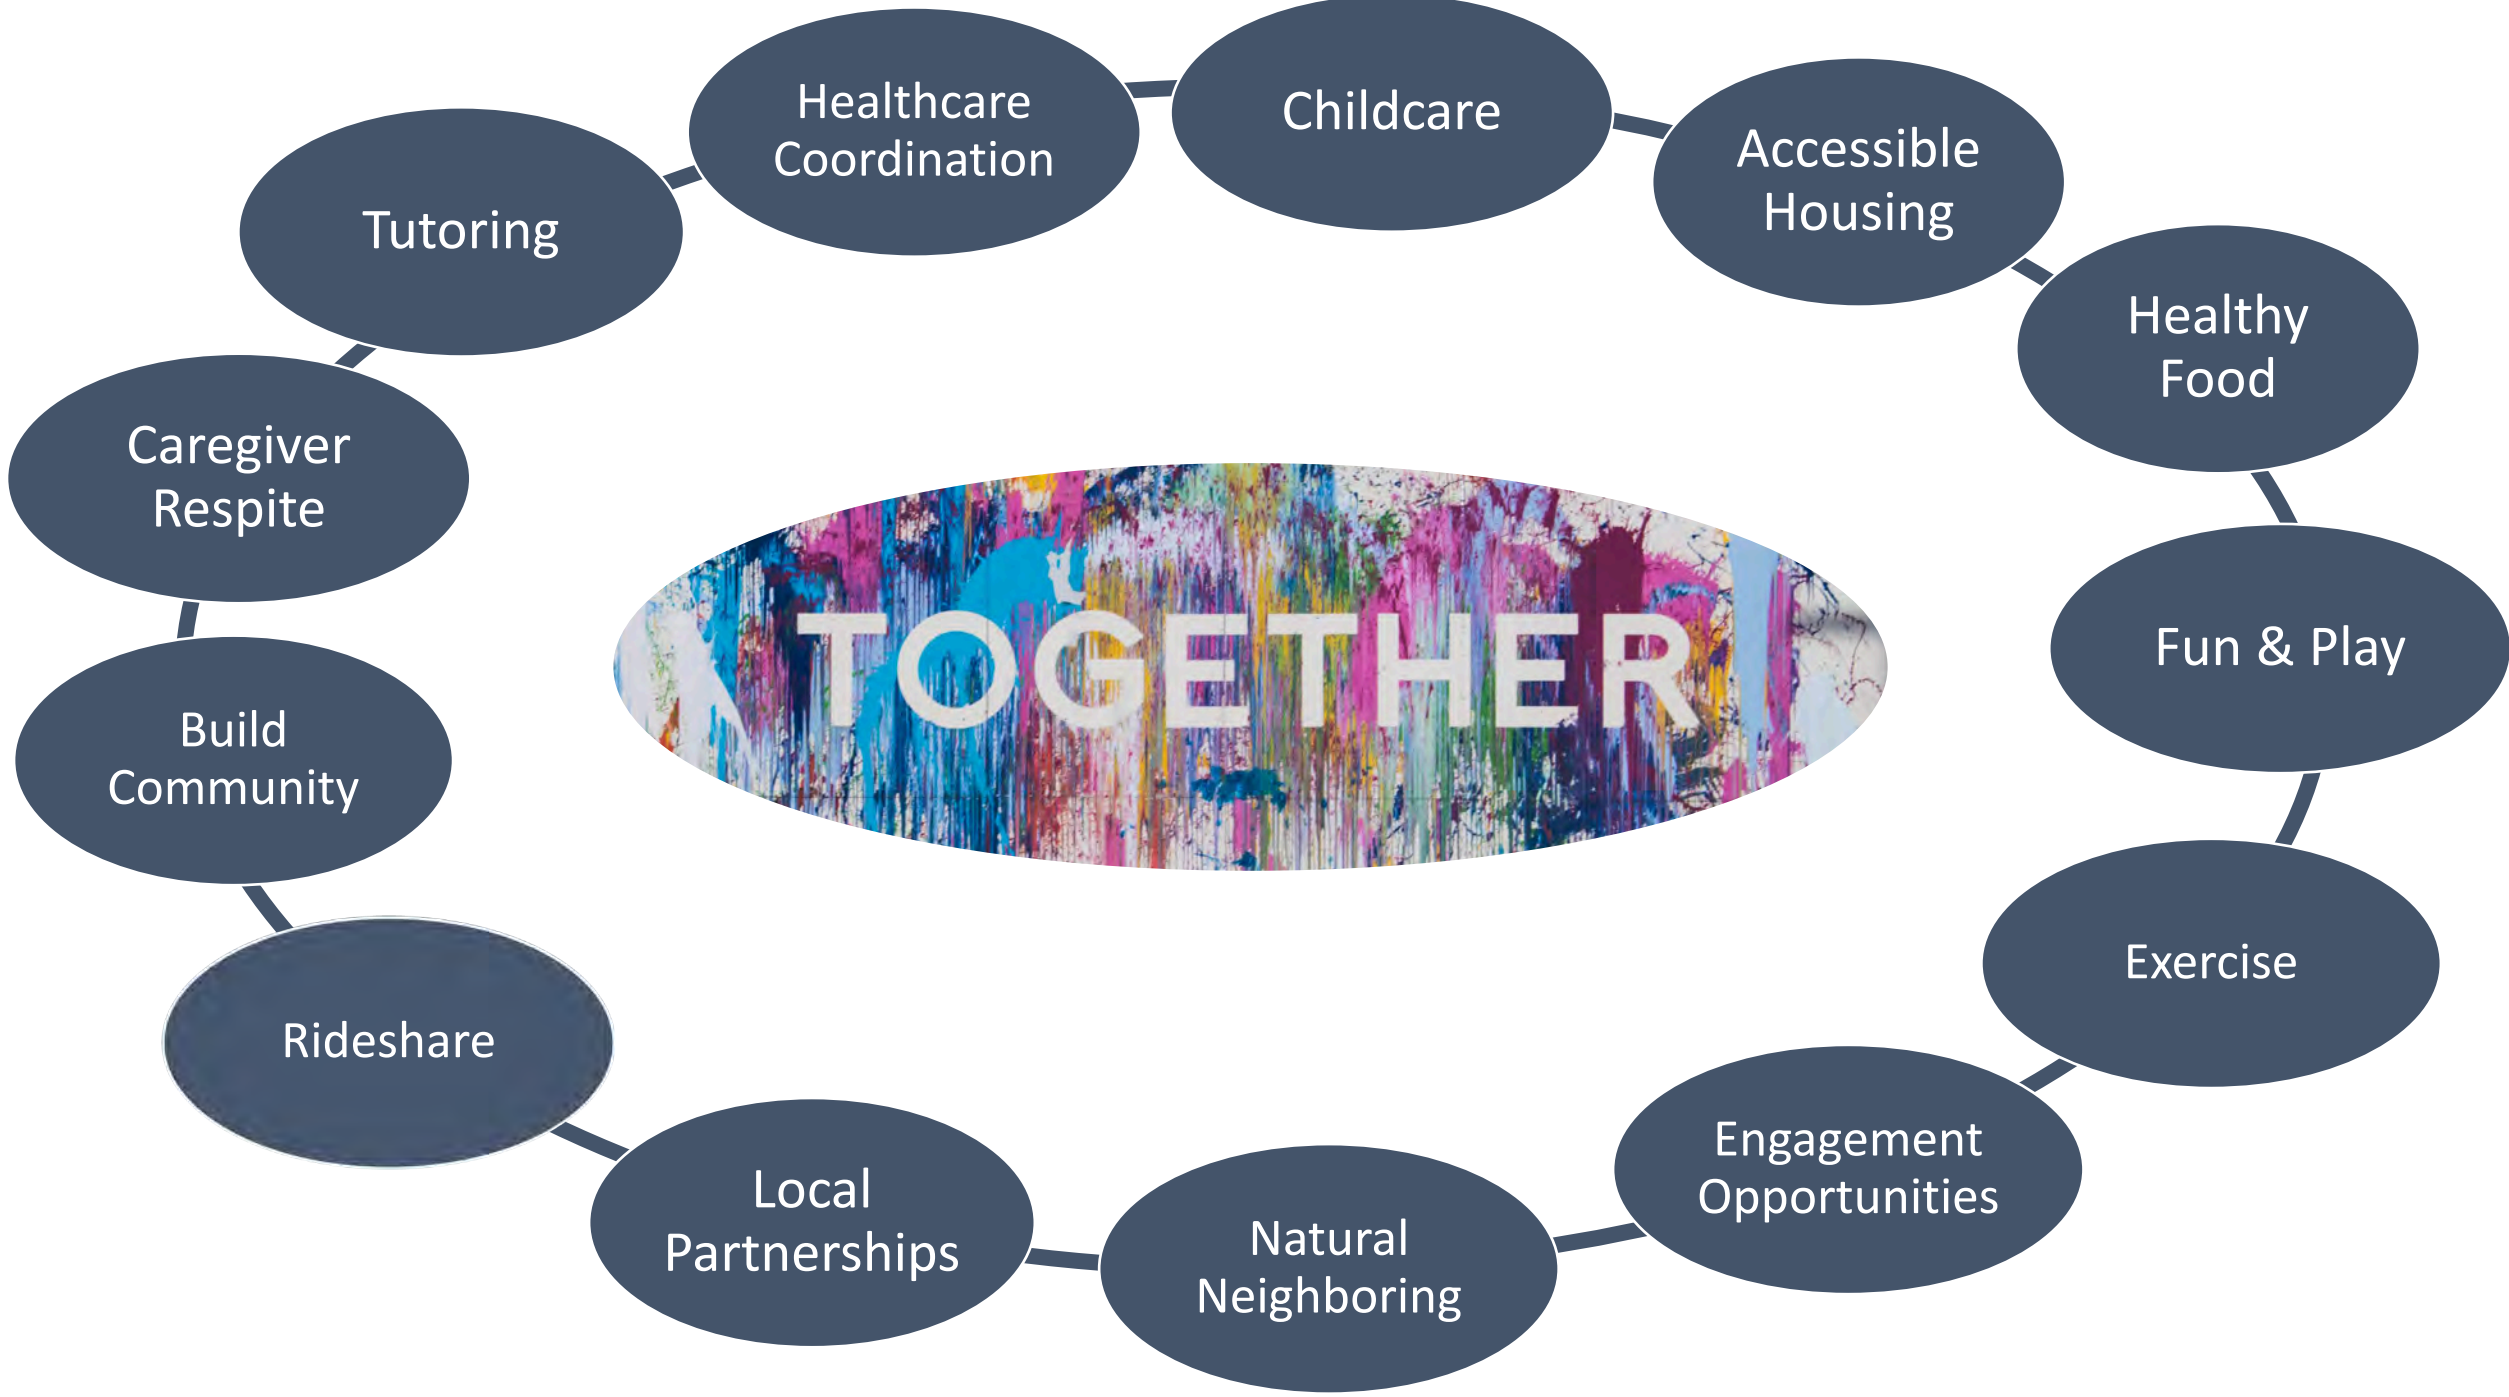 Healthcare
Coordination
Childcare
Accessible
Housing
Healthy
Food
Fun & Play
Exercise
Engagement
Opportunities
Natural
Neighboring
Local
Partnerships
Rideshare
Build
Community
Caregiver
Respite
Tutoring
TOGETHER